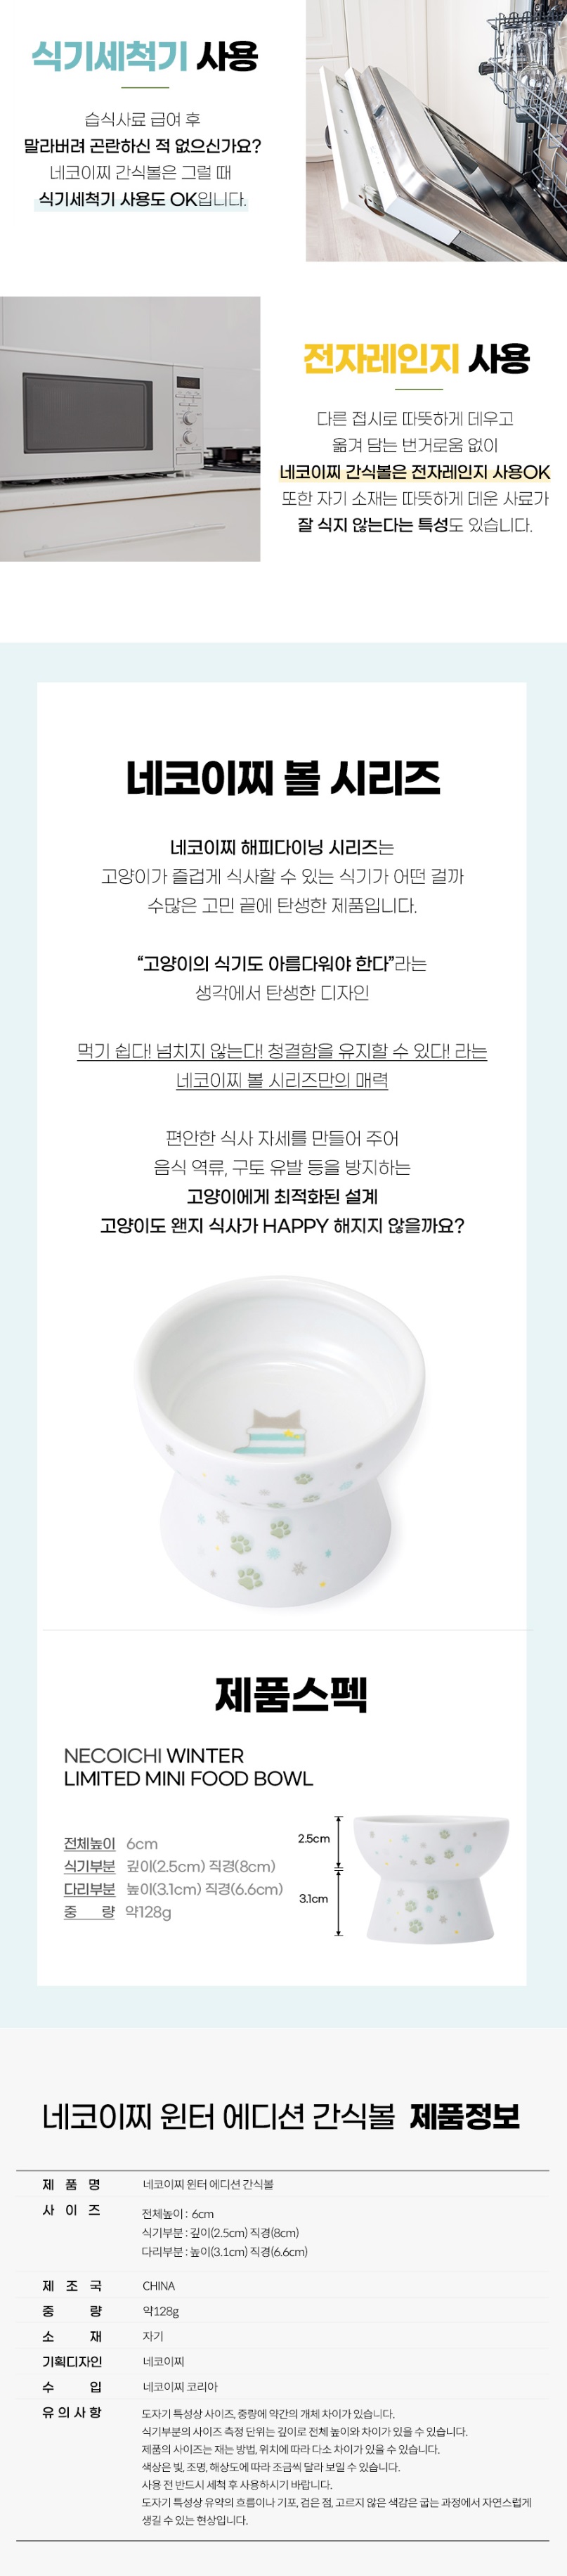 식기세척기 사용
습식사료 급여 후
말라버려 곤란하신 적 없으신가요?
네코이찌 간식볼은 그럴 때
식기세척기 사용도 OK입니다.
전자레인지 사용
다른 접시로 따뜻하게 데우고
옮겨 담는 번거로움 없이
네코이찌 간식볼은 전자레인지 사용OK
또한 자기 소재는 따뜻하게 데운 사료가
잘 식지 않는다는 특성도 있습니다.
네코이찌 볼 시리즈
네코이찌 해피다이닝 시리즈는
고양이가 즐겁게 식사할 수 있는 식기가 어떤 걸까
수많은 고민 끝에 탄생한 제품입니다.
“고양이의 식기도 아름다워야 한다”라는
생각에서 탄생한 디자인
먹기 쉽다! 넘치지 않는다! 청결함을 유지할 수 있다! 라는
네코이찌 볼 시리즈만의 매력
편안한 식사 자세를 만들어 주어
음식 역류, 구토 유발 등을 방지하는
고양이에게 최적화된 설계
고양이도 왠지 식사가 HAPPY 해지지 않을까요?
제품스펙
NECOICHI WINTER
LIMITED MINI FOOD BOWL
전체높이 6cm
식기부분 깊이(2.5cm) 직경(8cm)
다리부분 높이(3.1cm) 직경(6.6cm)
중 량 약128g
2.5cm
3.1cm
네코이찌 윈터 에디션 간식볼 제품정보
제 품 명 네코이찌 윈터 에디션 간식볼
사 이 즈 전체높이 : 6cm
식기부분 : 깊이(2.5cm) 직경(8cm)
다리부분 : 높이(3.1cm) 직경(6.6cm)
제 조 국 CHINA
중 량 약128g
소 재 자기
기획디자인 네코이찌
수 입 네코이찌 코리아
유 의 사 항 도자기 특성상 사이즈, 중량에 약간의 개체 차이가 있습니다.
식기부분의 사이즈 측정 단위는 깊이로 전체 높이와 차이가 있을 수 있습니다.
제품의 사이즈는 재는 방법, 위치에 따라 다소 차이가 있을 수 있습니다.
색상은 빛, 조명, 해상도에 따라 조금씩 달라 보일 수 있습니다.
사용 전 반드시 세척 후 사용하시기 바랍니다.
도자기 특성상 유약의 흐름이나 기포, 검은 점, 고르지 않은 색감은 굽는 과정에서 자연스럽게
생길 수 있는 현상입니다.